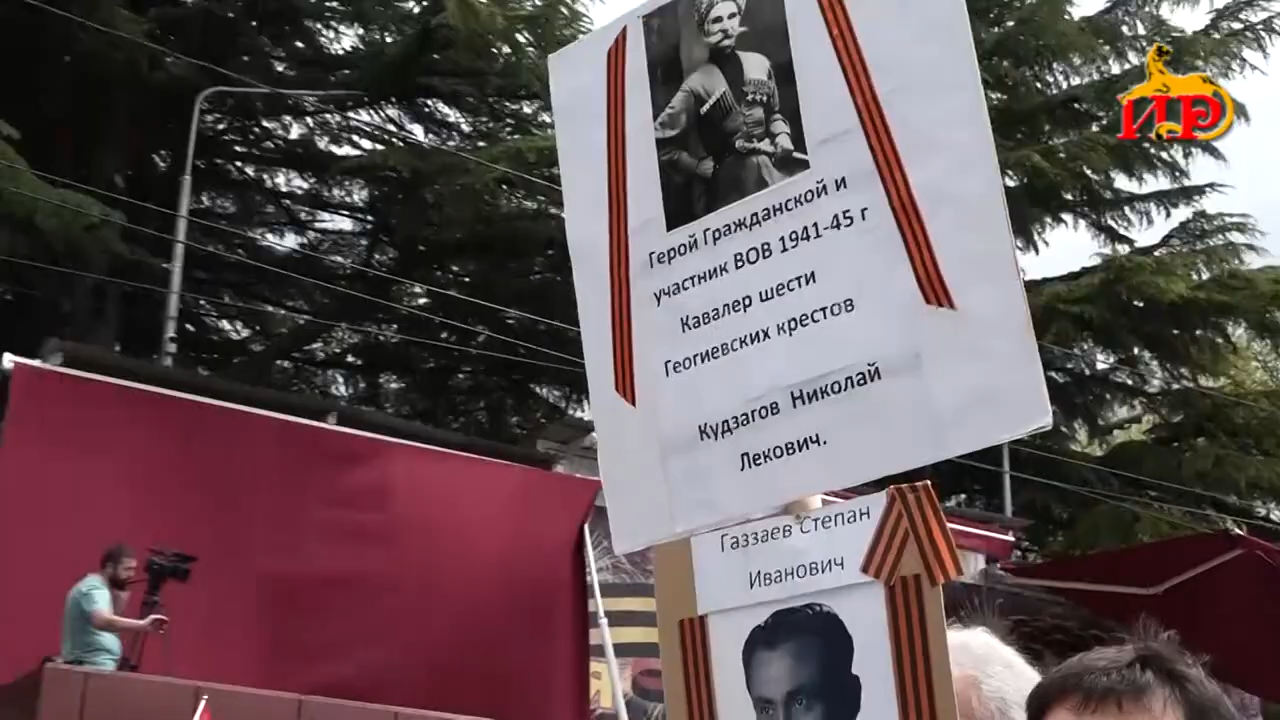 ИР
Герой Гражданской и
участник ВОВ 1941-45 г
Кавалер шести
Геогиевских крестов
Кудзагов Николай
Лекович.
Газзаев Степан
Иванович